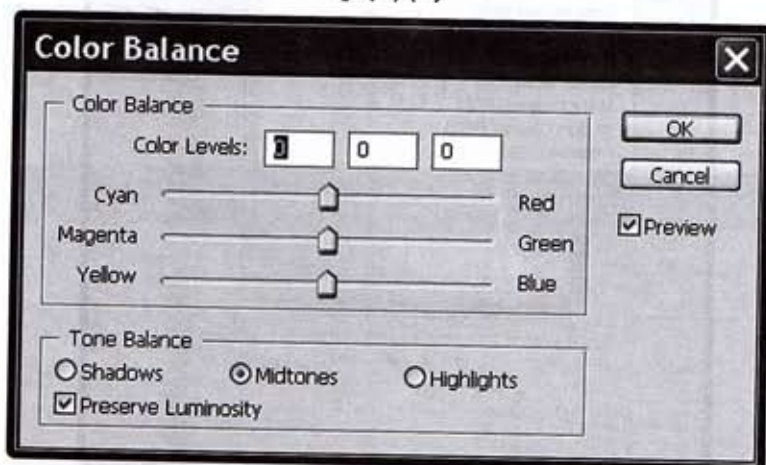 Color Balance
Color Balance
Color Levels: 0 0 0
OK
Cancel
Preview
Cyan Red
Magenta Green
Yellow Blue
Tone Balance
Shadows Midtones Highlights
Preserve Luminosity